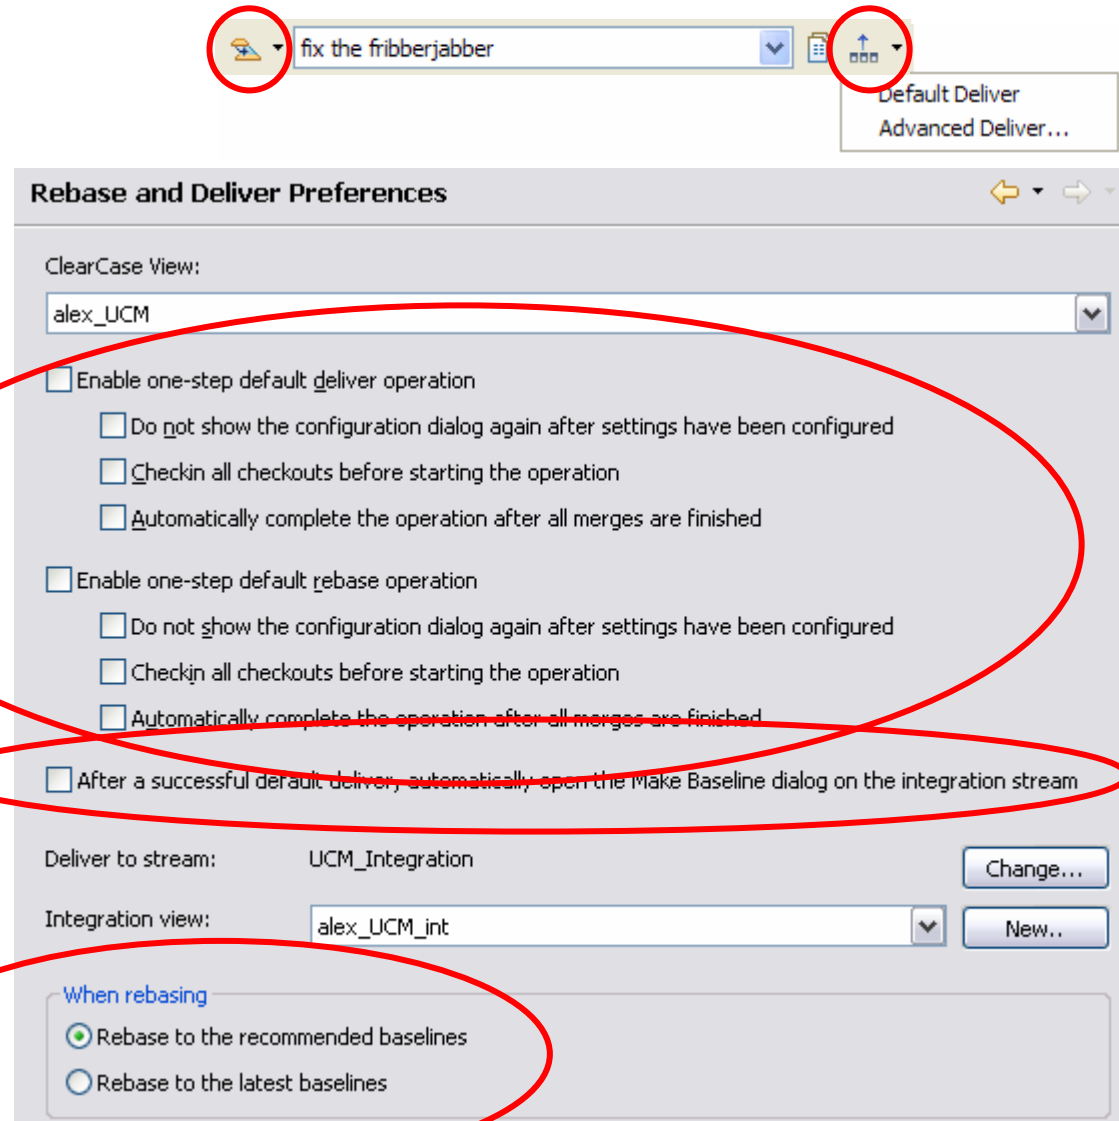 fix the fribberjabber
Default Deliver
Advanced Deliver...
Rebase and Deliver Preferences
ClearCase View:
alex_UCM
Enable one-step default deliver operation
Do not show the configuration dialog again after settings have been configured
Checkin all checkouts before starting the operation
Automatically complete the operation after all merges are finished
Enable one-step default rebase operation
Do not show the configuration dialog again after settings have been configured
Checkin all checkouts before starting the operation
Automatically complete the operation after all merges are finished
After a successful default deliver, automatically open the Make Baseline dialog on the integration stream
Deliver to stream: UCM_Integration Change...
Integration view: alex_UCM_int New..
When rebasing
Rebase to the recommended baselines
Rebase to the latest baselines